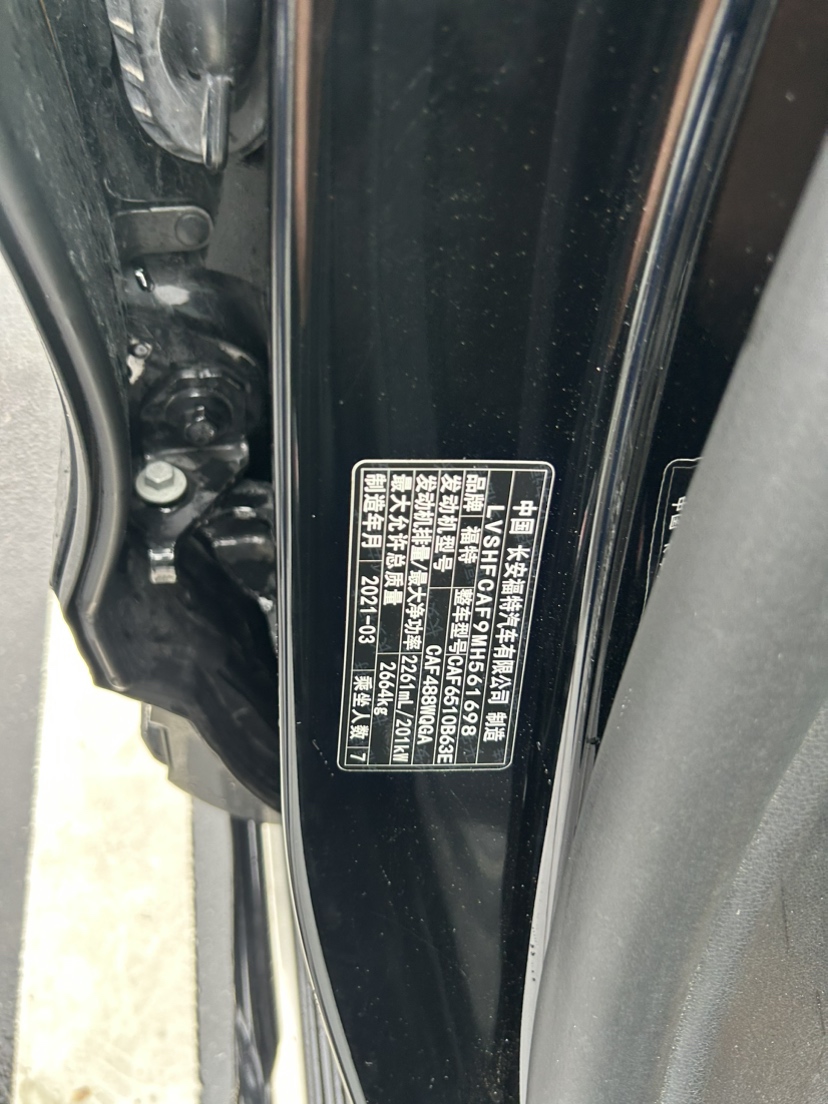 中国 长安福特汽车有限公司 制造
LVSHFCAF9MH561698
品牌 福特 整车型号 CAF6510B63E
发动机型号 CAF488WQGA
发动机排量/最大净功率 2261mL/201kW
最大允许总质量 2664kg
制造年月 2021-03 乘坐人数 7
中国